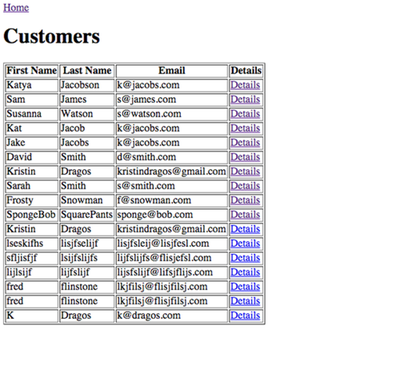 Home
Customers
First Name Last Name Email Details
Katya Jacobson k@jacobs.com Details
Sam James s@james.com Details
Susanna Watson s@watson.com Details
Kat Jacob k@jacobs.com Details
Jake Jacobs k@jacobs.com Details
David Smith d@smith.com Details
Kristin Dragos kristindragos@gmail.com Details
Sarah Smith s@smith.com Details
Frosty Snowman f@snowman.com Details
SpongeBob SquarePants sponge@bob.com Details
Kristin Dragos kristindragos@gmail.com Details
lseskifhs lisjfselijf lisjfsleij@lisjfesl.com Details
sfljisfjf lsijfslijfs lijfslijfs@flisjefsl.com Details
lijlsijf lijfslijf lijsfslijf@lifsjflijs.com Details
fred flinstone lkjfilsj@flisjfilsj.com Details
fred flinstone lkjfilsj@flisjfilsj.com Details
K Dragos k@dragos.com Details